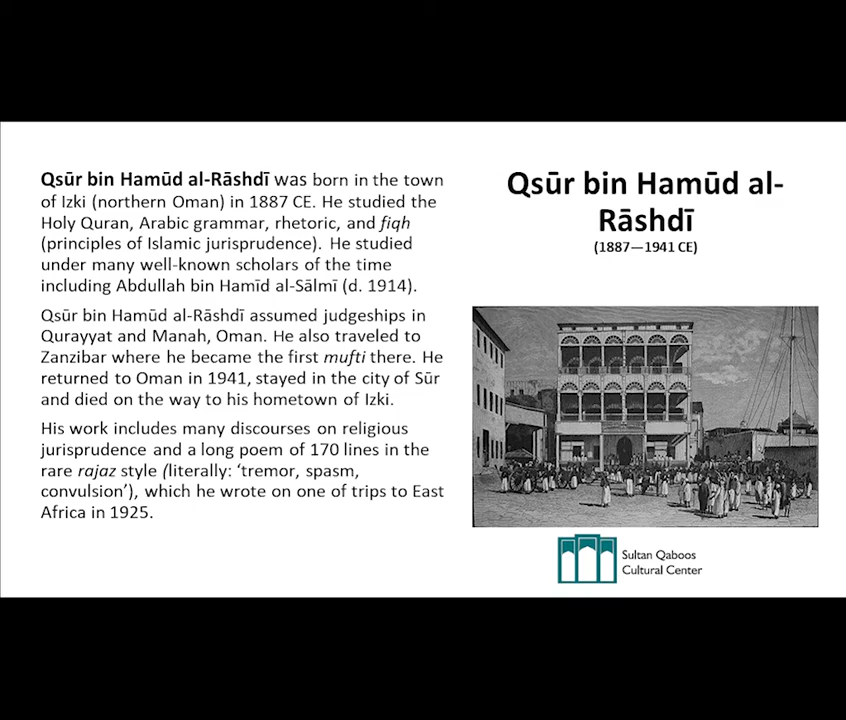 Qsūr bin Hamūd al-Rāshdī was born in the town
of Izki (northern Oman) in 1887 CE. He studied the
Holy Quran, Arabic grammar, rhetoric, and fiqh
(principles of Islamic jurisprudence). He studied
under many well-known scholars of the time
including Abdullah bin Hamīd al-Sālmī (d. 1914).
Qsūr bin Hamūd al-Rāshdī assumed judgeships in
Qurayyat and Manah, Oman. He also traveled to
Zanzibar where he became the first mufti there. He
returned to Oman in 1941, stayed in the city of Sūr
and died on the way to his hometown of Izki.
His work includes many discourses on religious
jurisprudence and a long poem of 170 lines in the
rare rajaz style (literally: ‘tremor, spasm,
convulsion’), which he wrote on one of trips to East
Africa in 1925.
Qsūr bin Hamūd al-
Rāshdī
(1887—1941 CE)
Sultan Qaboos
Cultural Center